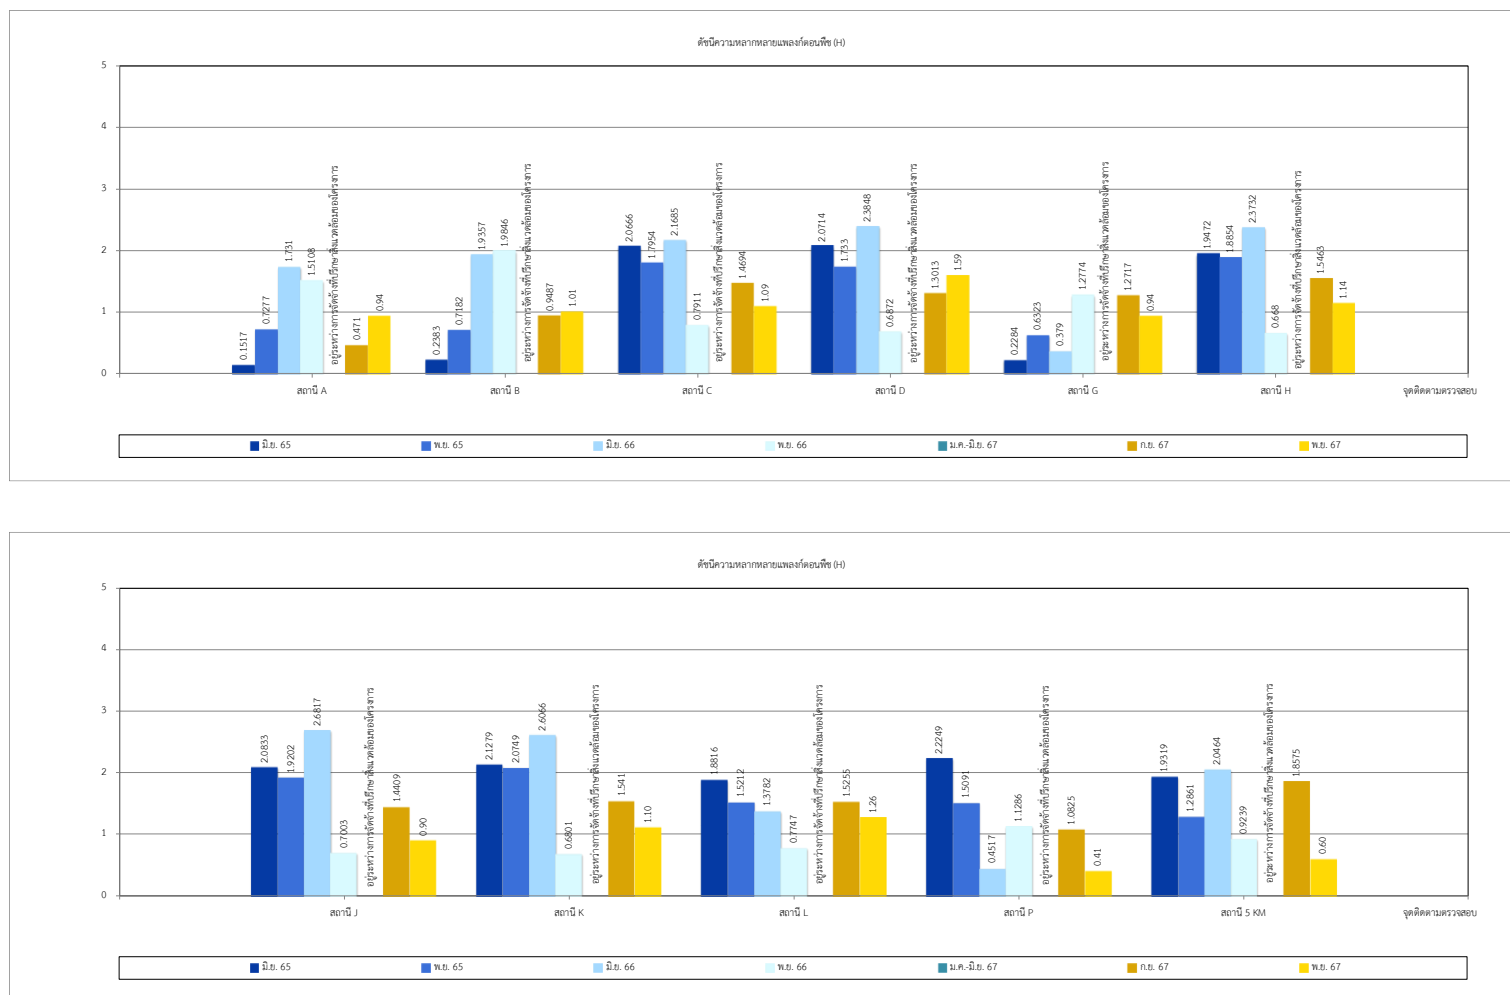 ดัชนีความหลากหลายแพลงก์ตอนพืช (H)
5
4
3
2
1
0
0.1517
0.7277
1.731
1.5108
อยู่ระหว่างการจัดจ้างที่ปรึกษาสิ่งแวดล้อมของโครงการ
0.471
0.94
0.2383
0.7182
1.9357
1.9846
อยู่ระหว่างการจัดจ้างที่ปรึกษาสิ่งแวดล้อมของโครงการ
0.9487
1.01
2.0666
1.7954
2.1685
0.7911
อยู่ระหว่างการจัดจ้างที่ปรึกษาสิ่งแวดล้อมของโครงการ
1.4694
1.09
2.0714
1.733
2.3848
0.6872
อยู่ระหว่างการจัดจ้างที่ปรึกษาสิ่งแวดล้อมของโครงการ
1.3013
1.59
0.2284
0.6323
0.379
1.2774
อยู่ระหว่างการจัดจ้างที่ปรึกษาสิ่งแวดล้อมของโครงการ
1.2717
0.94
1.9472
1.8854
2.3732
0.668
อยู่ระหว่างการจัดจ้างที่ปรึกษาสิ่งแวดล้อมของโครงการ
1.5463
1.14
สถานี A
สถานี B
สถานี C
สถานี D
สถานี G
สถานี H
จุดติดตามตรวจสอบ
มิ.ย. 65
พ.ย. 65
มิ.ย. 66
พ.ย. 66
ม.ค.-มิ.ย. 67
ก.ย. 67
พ.ย. 67
ดัชนีความหลากหลายแพลงก์ตอนพืช (H)
5
4
3
2
1
0
2.0833
1.9202
2.6817
0.7003
อยู่ระหว่างการจัดจ้างที่ปรึกษาสิ่งแวดล้อมของโครงการ
1.4409
0.90
2.1279
2.0749
2.6066
0.6801
อยู่ระหว่างการจัดจ้างที่ปรึกษาสิ่งแวดล้อมของโครงการ
1.541
1.10
1.8816
1.5212
1.3782
0.7747
อยู่ระหว่างการจัดจ้างที่ปรึกษาสิ่งแวดล้อมของโครงการ
1.5255
1.26
2.2249
1.5091
0.4517
1.1286
อยู่ระหว่างการจัดจ้างที่ปรึกษาสิ่งแวดล้อมของโครงการ
1.0825
0.41
1.9319
1.2861
2.0464
0.9239
อยู่ระหว่างการจัดจ้างที่ปรึกษาสิ่งแวดล้อมของโครงการ
1.8575
0.60
สถานี J
สถานี K
สถานี L
สถานี P
สถานี 5 KM
จุดติดตามตรวจสอบ
มิ.ย. 65
พ.ย. 65
มิ.ย. 66
พ.ย. 66
ม.ค.-มิ.ย. 67
ก.ย. 67
พ.ย. 67